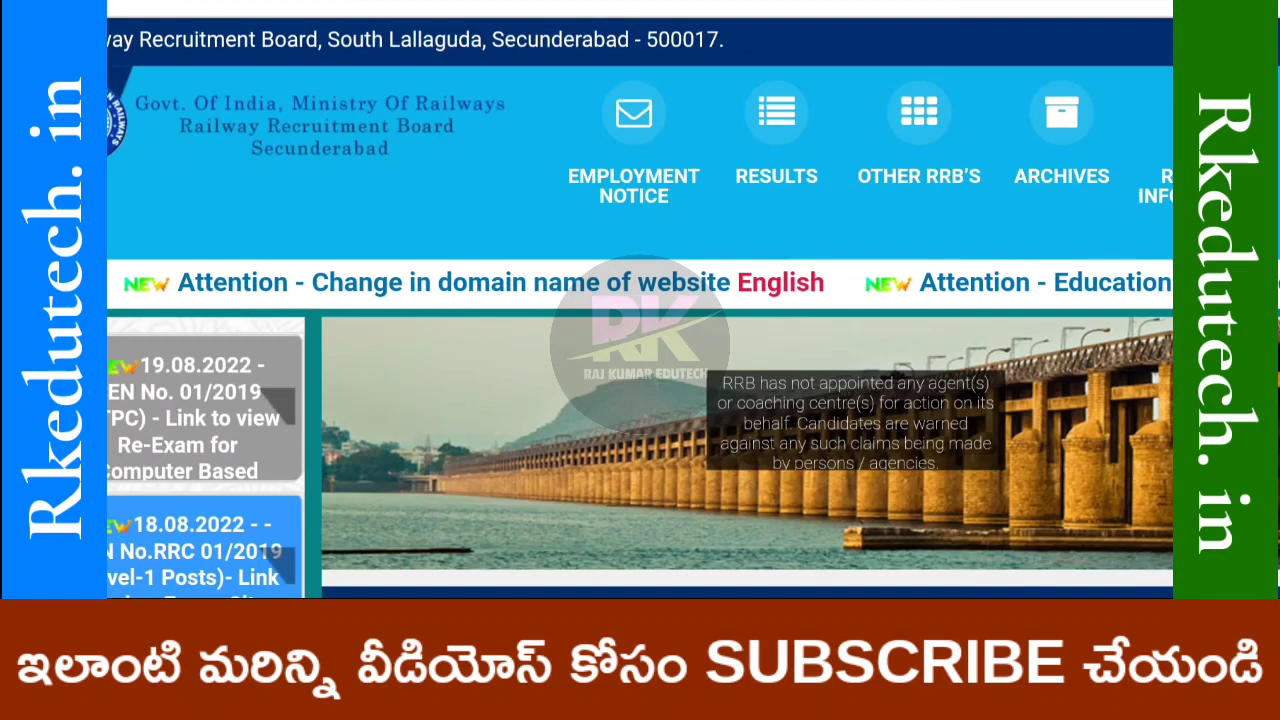 way Recruitment Board, South Lallaguda, Secunderabad - 500017.
Govt. Of India, Ministry Of Railways
Railway Recruitment Board
Secunderabad
EMPLOYMENT
NOTICE
RESULTS
OTHER RRB'S
ARCHIVES
NEW Attention - Change in domain name of website English
NEW Attention - Education
19.08.2022 -
EN No. 01/2019
TPC) - Link to view
Re-Exam for
Computer Based
18.08.2022 - -
N No.RRC 01/2019
vel-1 Posts)- Link
RK
RAJ KUMAR EDUTECH
RRB has not appointed any agent(s)
or coaching centre(s) for action on its
behalf. Candidates are warned
against any such claims being made
by persons / agencies.
Rkedutech. in
Rkedutech. in
ఇలాంటి మరిన్ని వీడియోస్ కోసం SUBSCRIBE చేయండి